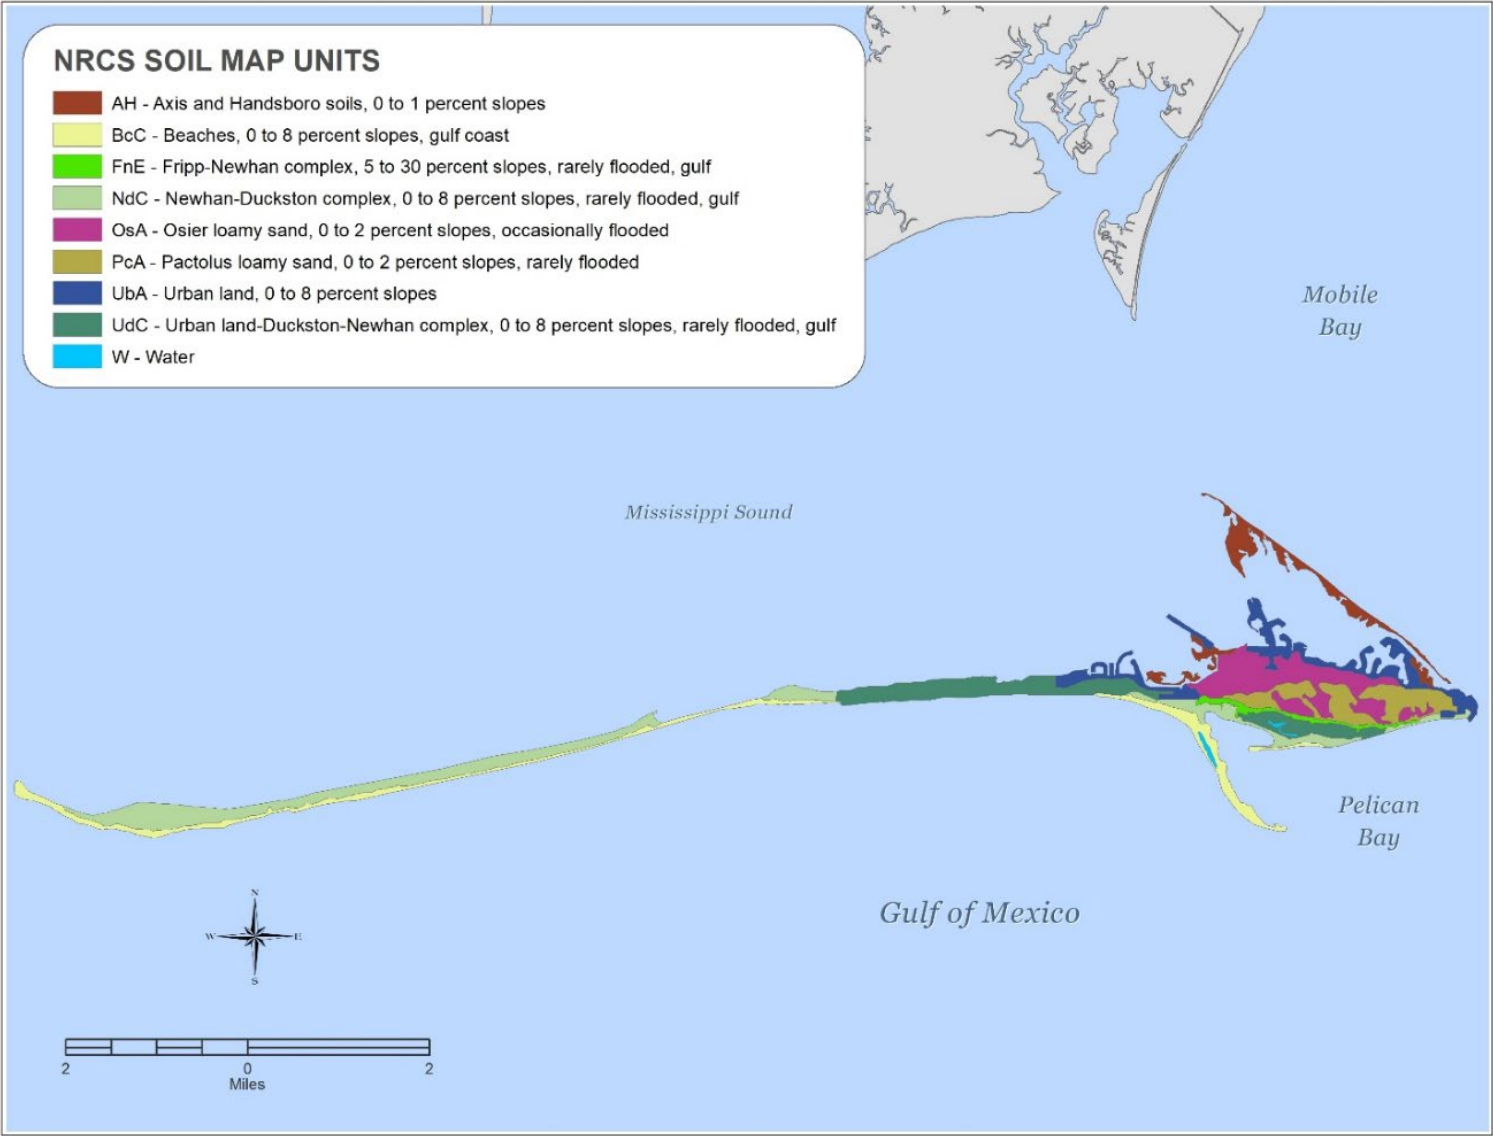 NRCS SOIL MAP UNITS
AH - Axis and Handsboro soils, 0 to 1 percent slopes
BcC - Beaches, 0 to 8 percent slopes, gulf coast
FnE - Fripp-Newhan complex, 5 to 30 percent slopes, rarely flooded, gulf
NdC - Newhan-Duckston complex, 0 to 8 percent slopes, rarely flooded, gulf
OsA - Osier loamy sand, 0 to 2 percent slopes, occasionally flooded
PcA - Pactolus loamy sand, 0 to 2 percent slopes, rarely flooded
UbA - Urban land, 0 to 8 percent slopes
UdC - Urban land-Duckston-Newhan complex, 0 to 8 percent slopes, rarely flooded, gulf
W - Water
Mobile
Bay
Mississippi Sound
Pelican
Bay
Gulf of Mexico
N
W E
S
2 0 2
Miles